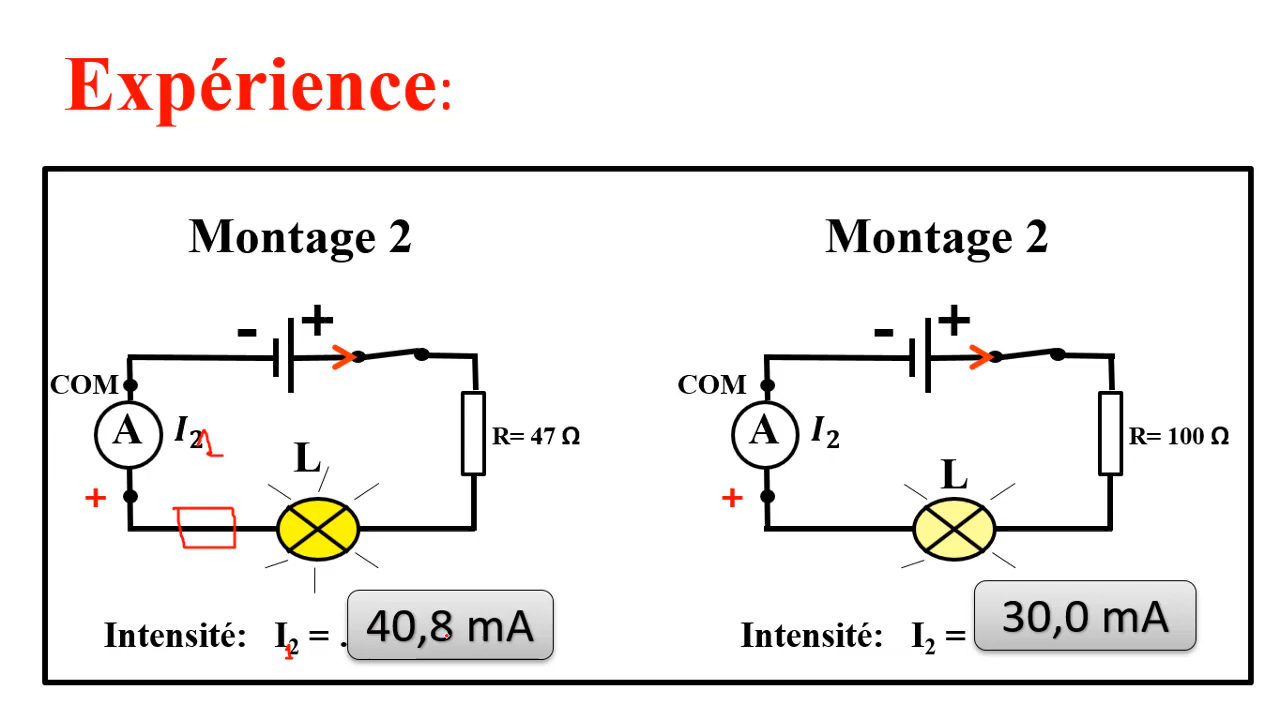 Expérience:
Montage 2
- +
COM
A
I2
R= 47 Ω
L
+
Intensité: I2 = . 40,8 mA
Montage 2
- +
COM
A
I2
R= 100 Ω
L
+
Intensité: I2 = 30,0 mA